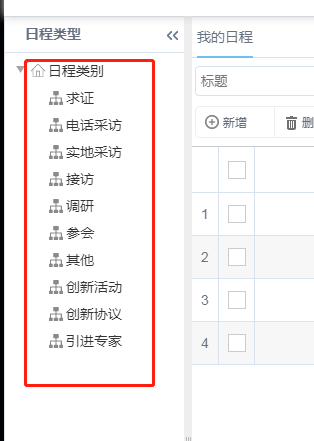 日程类型
日程类别
求证
电话采访
实地采访
接访
调研
参会
其他
创新活动
创新协议
引进专家
我的日程
标题
新增
删
1
2
3
4